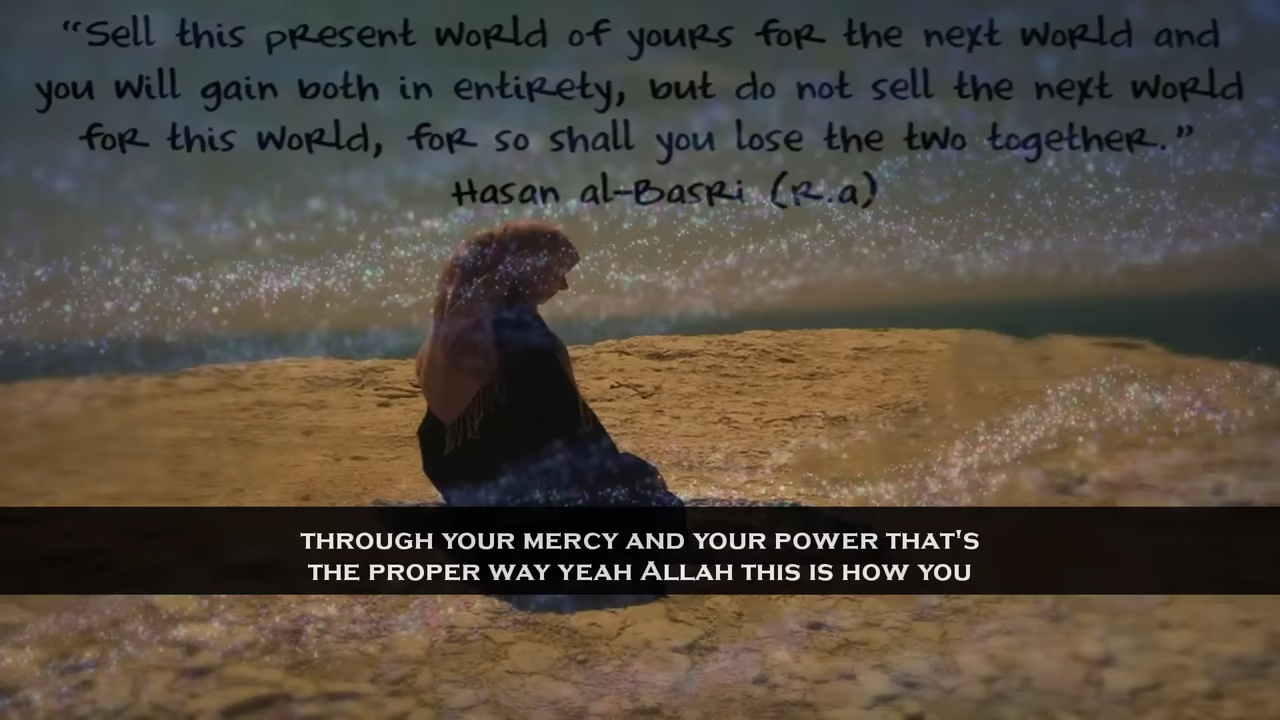 “Sell this present world of yours for the next world and
you will gain both in entirety, but do not sell the next world
for this world, for so shall you lose the two together.”
Hasan al-Basri (R.a)
THROUGH YOUR MERCY AND YOUR POWER THAT'S
THE PROPER WAY YEAH ALLAH THIS IS HOW YOU